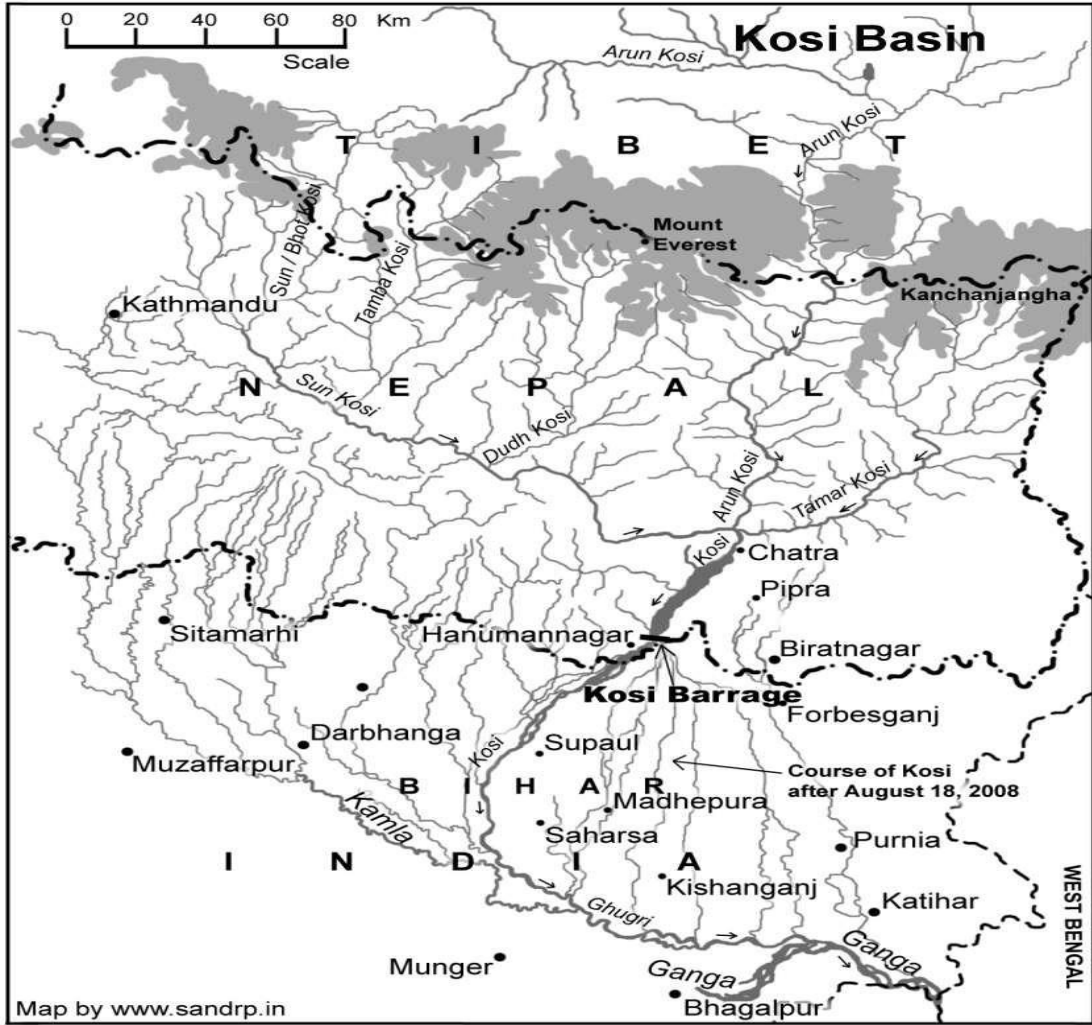 0 20 40 60 80 Km
Scale
Kosi Basin
Arun Kosi
Arun Kosi
T I B E T
Sun / Bhot Kosi
Tamba Kosi
Mount
Everest
Kanchanjangha
Kathmandu
N E P A L
Sun Kosi
Dudh Kosi
Arun Kosi
Tamar Kosi
Kosi
Chatra
Pipra
Sitamarhi
Hanumannagar
Biratnagar
Kosi Barrage
Forbesganj
Darbhanga
Muzaffarpur
Kosi
Supaul
Course of Kosi
after August 18, 2008
B I H A R
Madhepura
Kamla
Saharsa
Purnia
I N D I A
Kishanganj
Ghugri
Katihar
WEST BENGAL
Munger
Ganga
Ganga
Bhagalpur
Map by www.sandrp.in